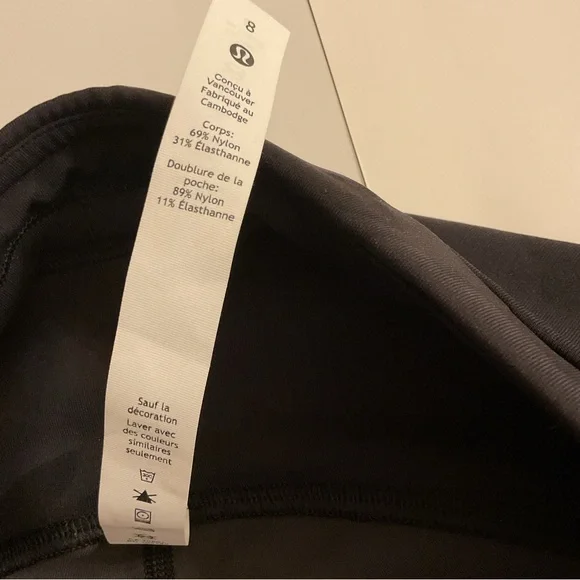 8
Conçu à
Vancouver
Fabriqué au
Cambodge
Corps:
69% Nylon
31% Élasthanne
Doublure de la
poche:
89% Nylon
11% Élasthanne
Sauf la
décoration
Laver avec
des couleurs
similaires
seulement